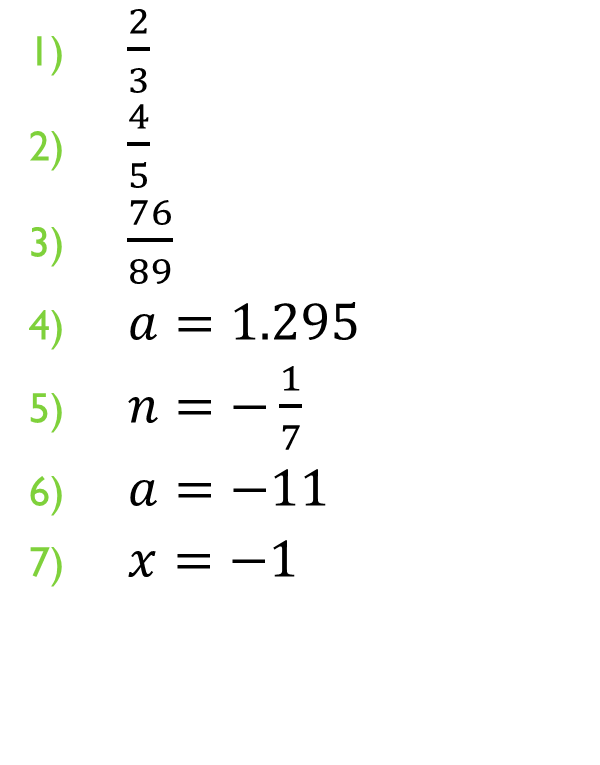 1) 2/3
2) 4/5
3) 76/89
4) a = 1.295
5) n = −1/7
6) a = −11
7) x = −1